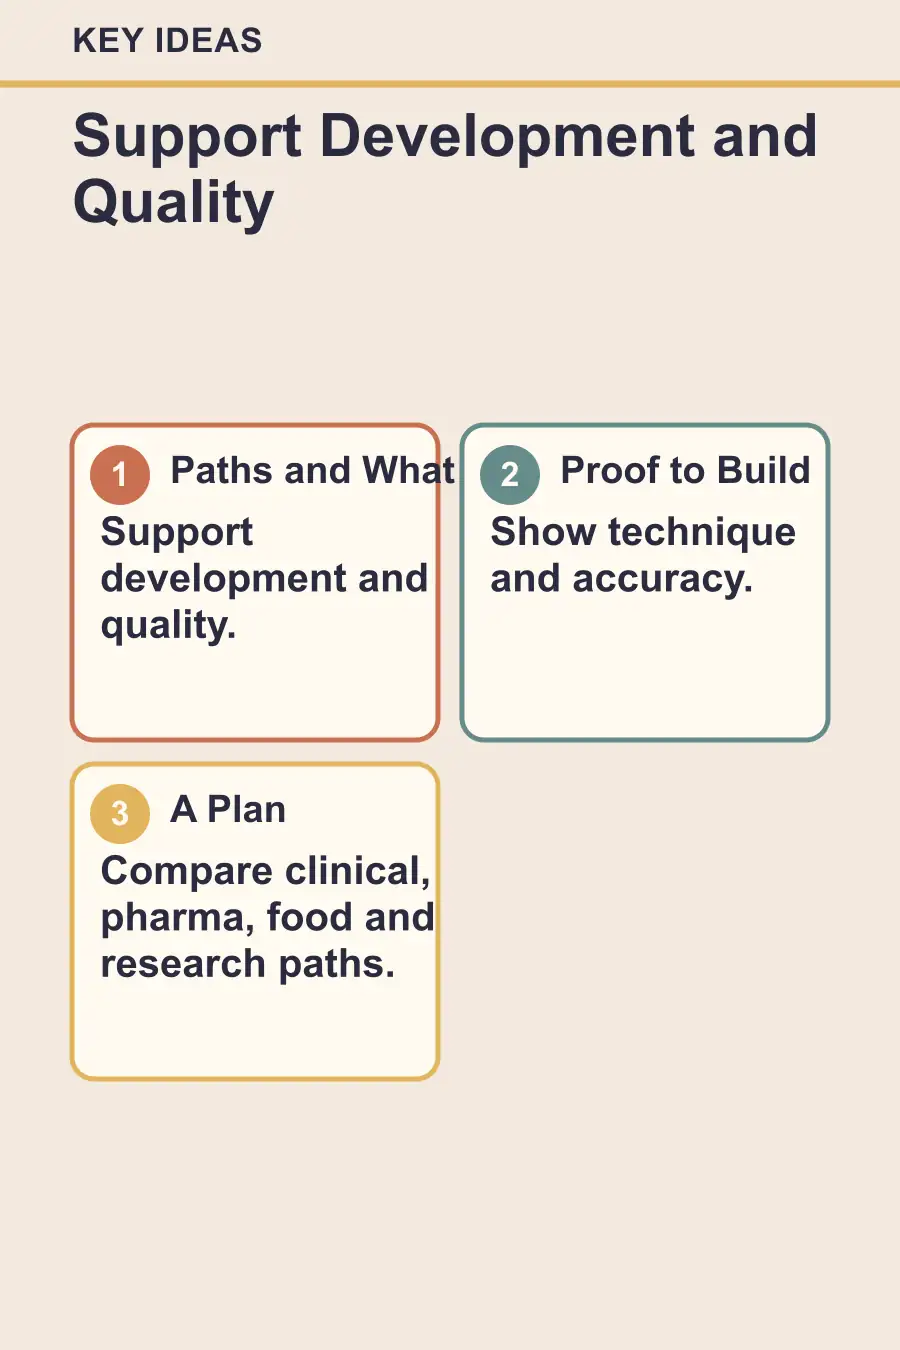 KEY IDEAS
Support Development and
Quality
1
Paths and What
Support
development and
quality.
2
Proof to Build
Show technique
and accuracy.
3
A Plan
Compare clinical,
pharma, food and
research paths.